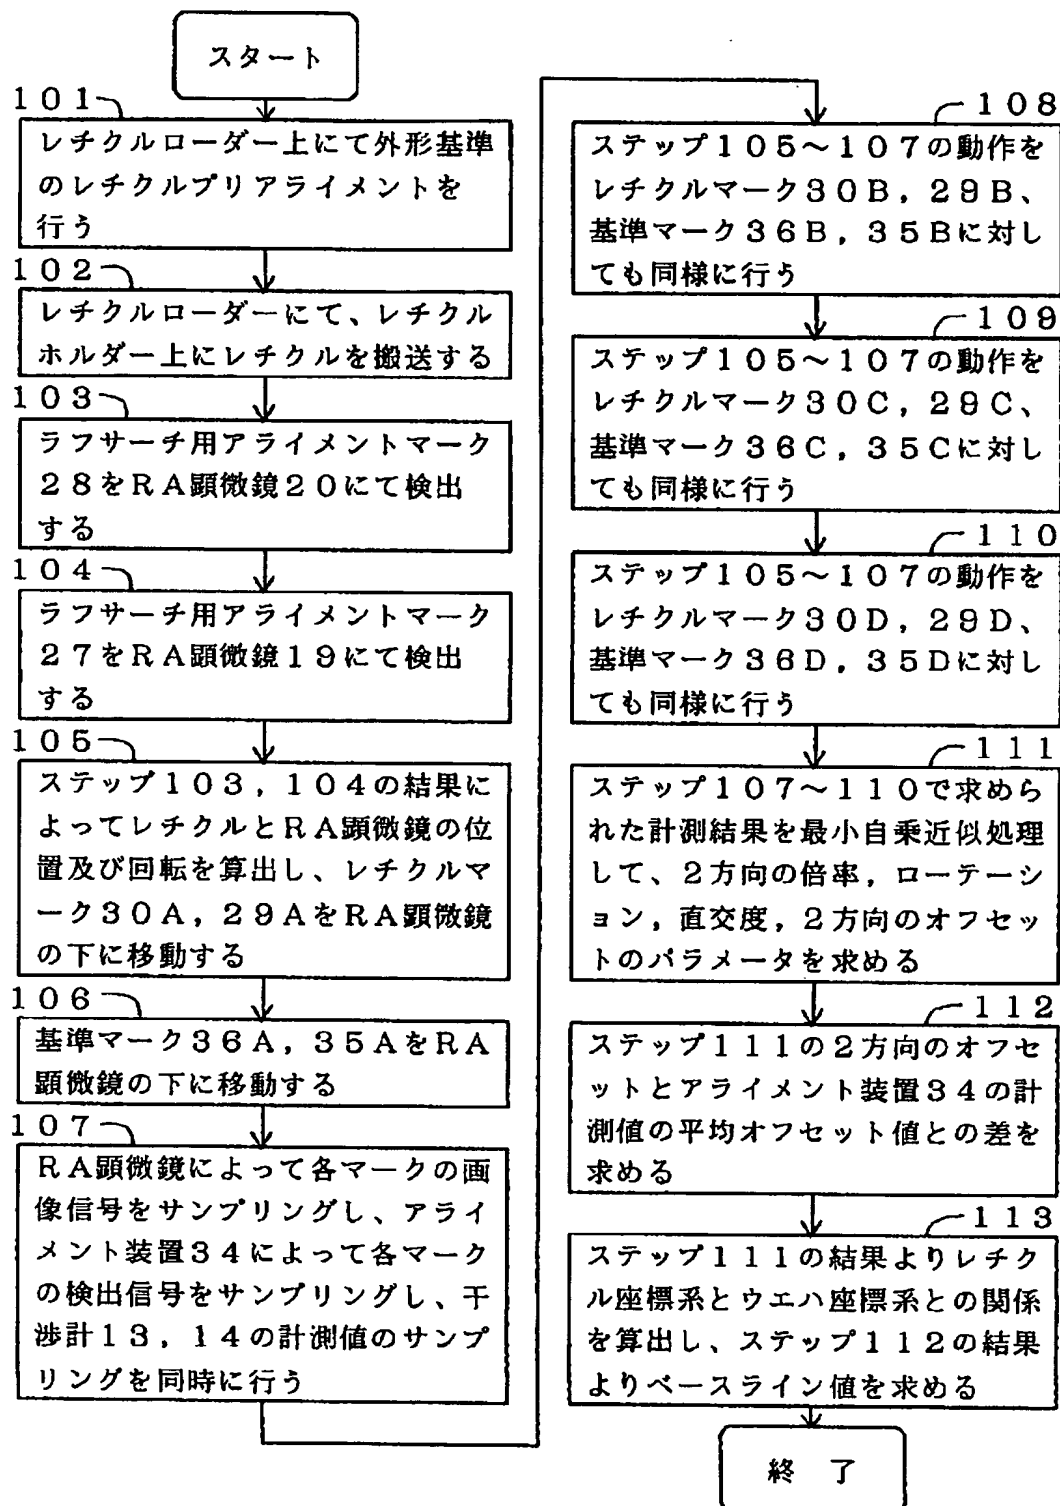 スタート
101
レチクルローダー上にて外形基準
のレチクルプリアライメントを
行う
102
レチクルローダーにて、レチクル
ホルダー上にレチクルを搬送する
103
ラフサーチ用アライメントマーク
28をRA顕微鏡20にて検出
する
104
ラフサーチ用アライメントマーク
27をRA顕微鏡19にて検出
する
105
ステップ103,104の結果に
よってレチクルとRA顕微鏡の位
置及び回転を算出し、レチクルマ
ーク30A,29AをRA顕微鏡
の下に移動する
106
基準マーク36A,35AをRA
顕微鏡の下に移動する
107
RA顕微鏡によって各マークの画
像信号をサンプリングし、アライ
メント装置34によって各マーク
の検出信号をサンプリングし、干
渉計13,14の計測値のサンプ
リングを同時に行う
108
ステップ105~107の動作を
レチクルマーク30B,29B、
基準マーク36B,35Bに対し
ても同様に行う
109
ステップ105~107の動作を
レチクルマーク30C,29C、
基準マーク36C,35Cに対し
ても同様に行う
110
ステップ105~107の動作を
レチクルマーク30D,29D、
基準マーク36D,35Dに対し
ても同様に行う
111
ステップ107~110で求めら
れた計測結果を最小自乗近似処理
して、2方向の倍率,ローテーシ
ョン,直交度,2方向のオフセッ
トのパラメータを求める
112
ステップ111の2方向のオフセ
ットとアライメント装置34の計
測値の平均オフセット値との差を
求める
113
ステップ111の結果よりレチク
ル座標系とウエハ座標系との関係
を算出し、ステップ112の結果
よりベースライン値を求める
終 了